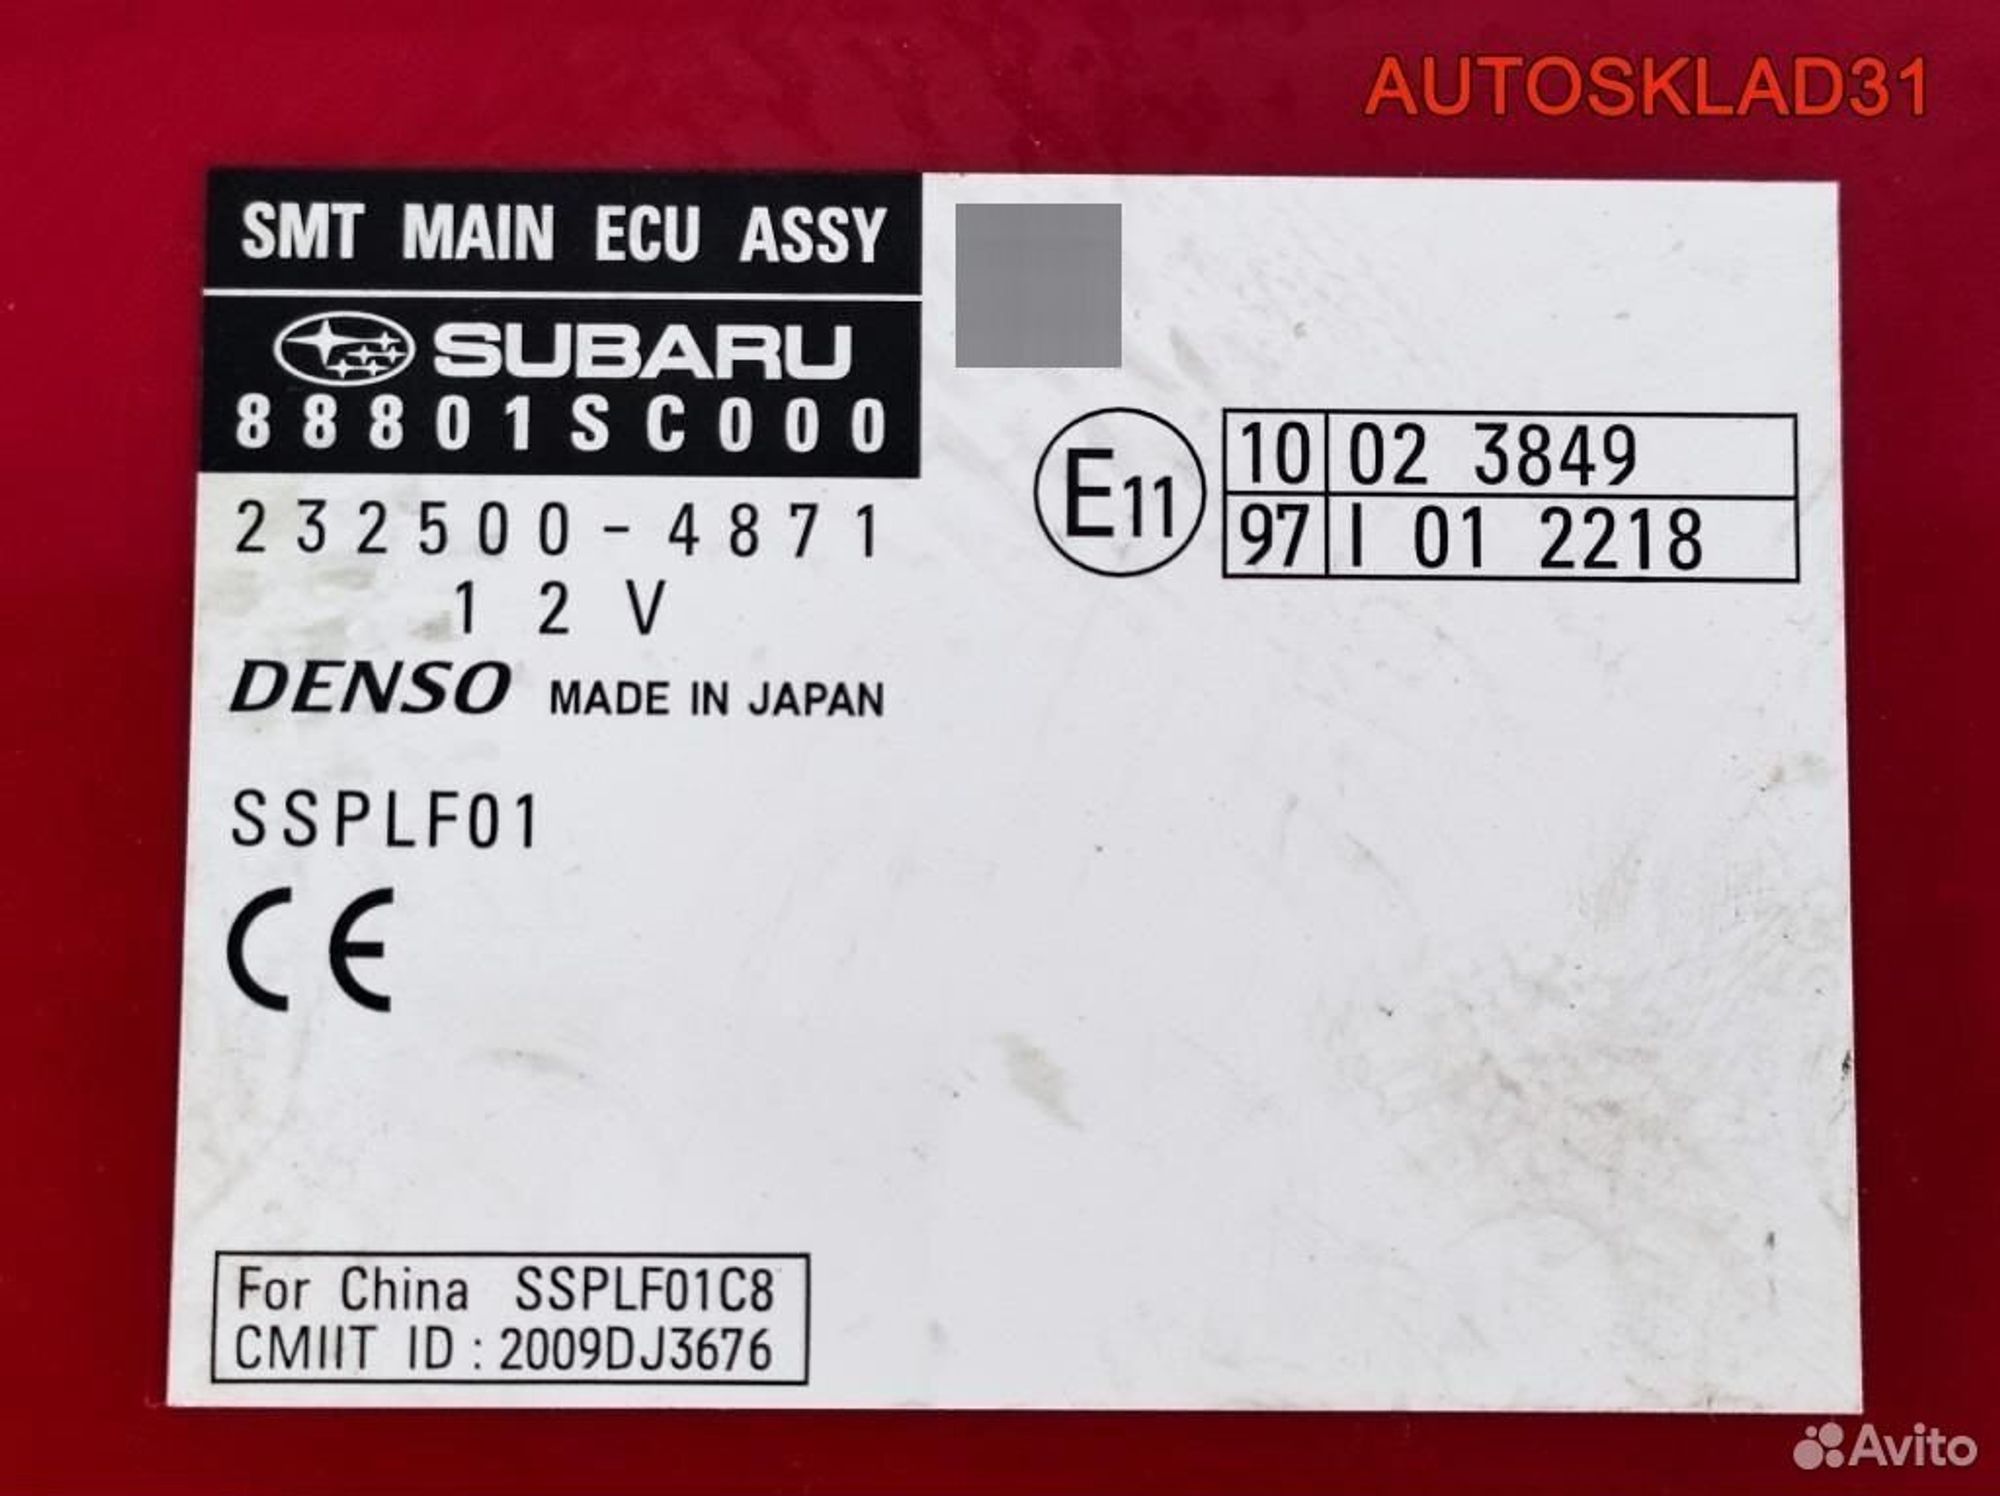 AUTOSKLAD31
SMT MAIN ECU ASSY
SUBARU
88801SC000
232500-4871
12V
DENSO MADE IN JAPAN
SSPLF01
CE
E11
10 02 3849
97 I 01 2218
For China SSPLF01C8
CMIIT ID : 2009DJ3676
Avito